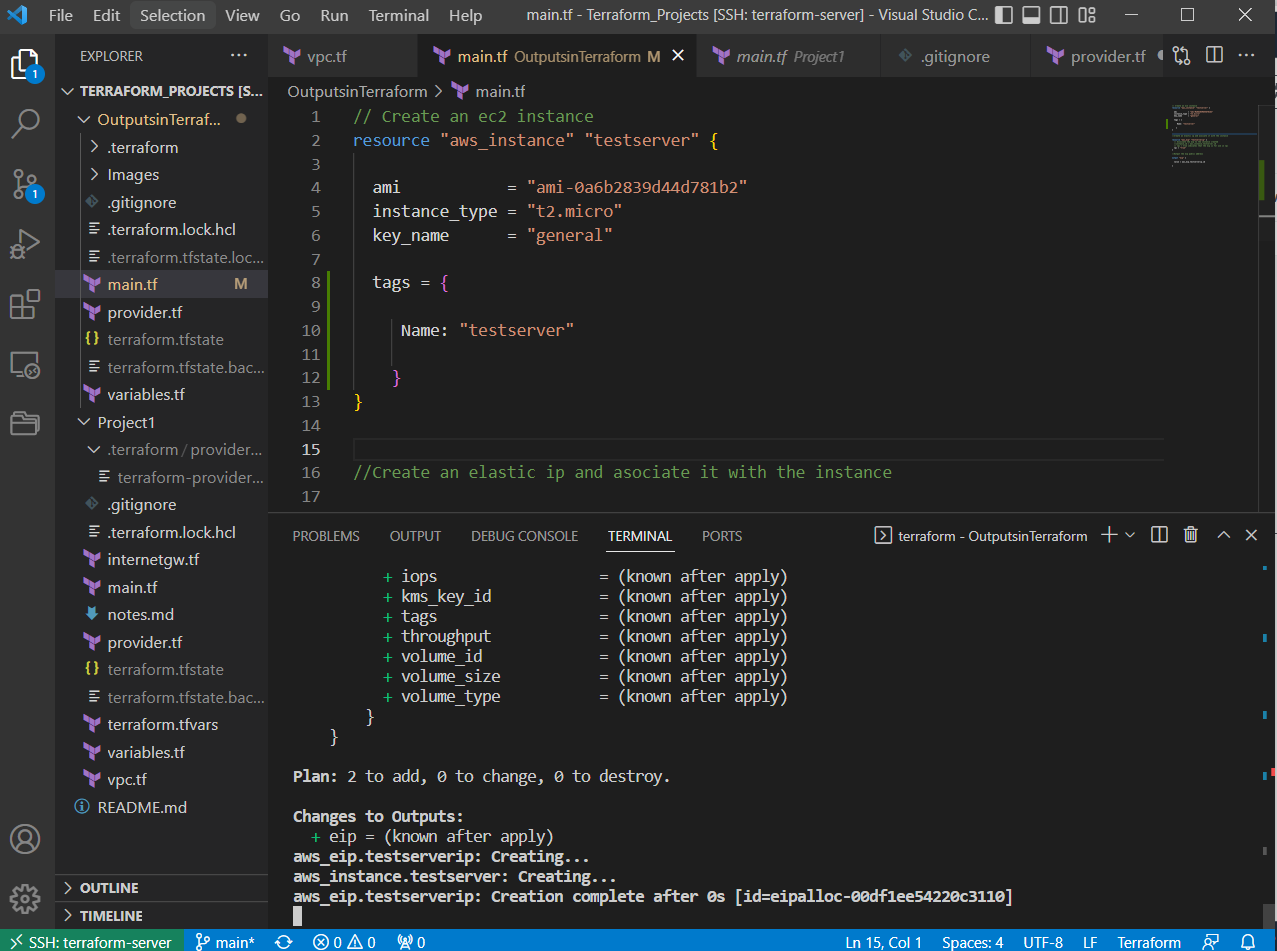 File Edit Selection View Go Run Terminal Help main.tf - Terraform_Projects [SSH: terraform-server] - Visual Studio C...
EXPLORER
vpc.tf main.tf OutputsinTerraform M main.tf Project1 .gitignore provider.tf
TERRAFORM_PROJECTS [S...
OutputsinTerraf...
.terraform
Images
.gitignore
.terraform.lock.hcl
.terraform.tfstate.loc...
main.tf M
provider.tf
terraform.tfstate
terraform.tfstate.bac...
variables.tf
Project1
.terraform / provider...
terraform-provider...
.gitignore
.terraform.lock.hcl
internetgw.tf
main.tf
notes.md
provider.tf
terraform.tfstate
terraform.tfstate.bac...
terraform.tfvars
variables.tf
vpc.tf
README.md
OUTLINE
TIMELINE
1
1
OutputsinTerraform > main.tf
1 // Create an ec2 instance
2 resource "aws_instance" "testserver" {
3
4 ami = "ami-0a6b2839d44d781b2"
5 instance_type = "t2.micro"
6 key_name = "general"
7
8 tags = {
9
10 Name: "testserver"
11
12 }
13 }
14
15
16 //Create an elastic ip and asociate it with the instance
17
PROBLEMS OUTPUT DEBUG CONSOLE TERMINAL PORTS terraform - OutputsinTerraform
+ iops = (known after apply)
+ kms_key_id = (known after apply)
+ tags = (known after apply)
+ throughput = (known after apply)
+ volume_id = (known after apply)
+ volume_size = (known after apply)
+ volume_type = (known after apply)
}
}
Plan: 2 to add, 0 to change, 0 to destroy.
Changes to Outputs:
+ eip = (known after apply)
aws_eip.testserverip: Creating...
aws_instance.testserver: Creating...
aws_eip.testserverip: Creation complete after 0s [id=eipalloc-00df1ee54220c3110]
SSH: terraform-server main* 0 0 0 Ln 15, Col 1 Spaces: 4 UTF-8 LF Terraform